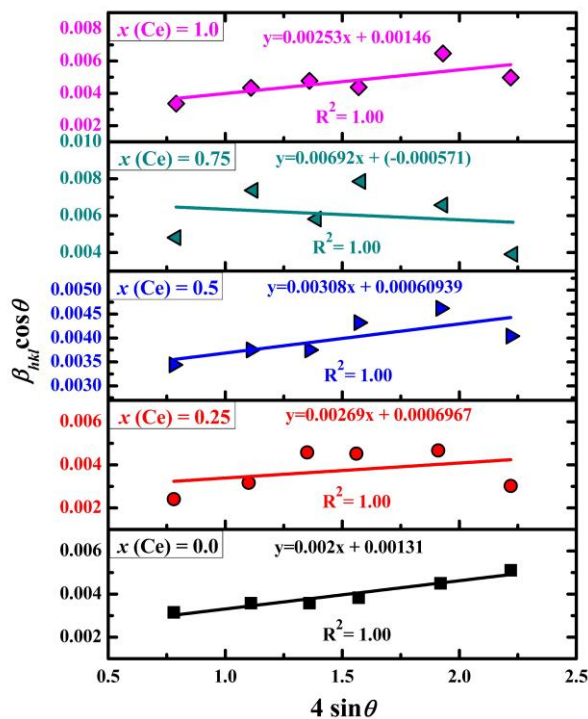 0.008
x (Ce) = 1.0
y=0.00253x + 0.00146
0.006
0.004
R²= 1.00
0.002
0.010
x (Ce) = 0.75
y=0.00692x + (-0.000571)
0.008
0.006
R²= 1.00
0.004
0.0050
x (Ce) = 0.5
y=0.00308x + 0.00060939
0.0045
0.0040
0.0035
R²= 1.00
0.0030
0.006
x (Ce) = 0.25
y=0.00269x + 0.0006967
0.004
R²= 1.00
0.002
0.006
x (Ce) = 0.0
y=0.002x + 0.00131
0.004
R²= 1.00
0.002
0.5 1.0 1.5 2.0 2.5
4 sinθ
βhklcosθ